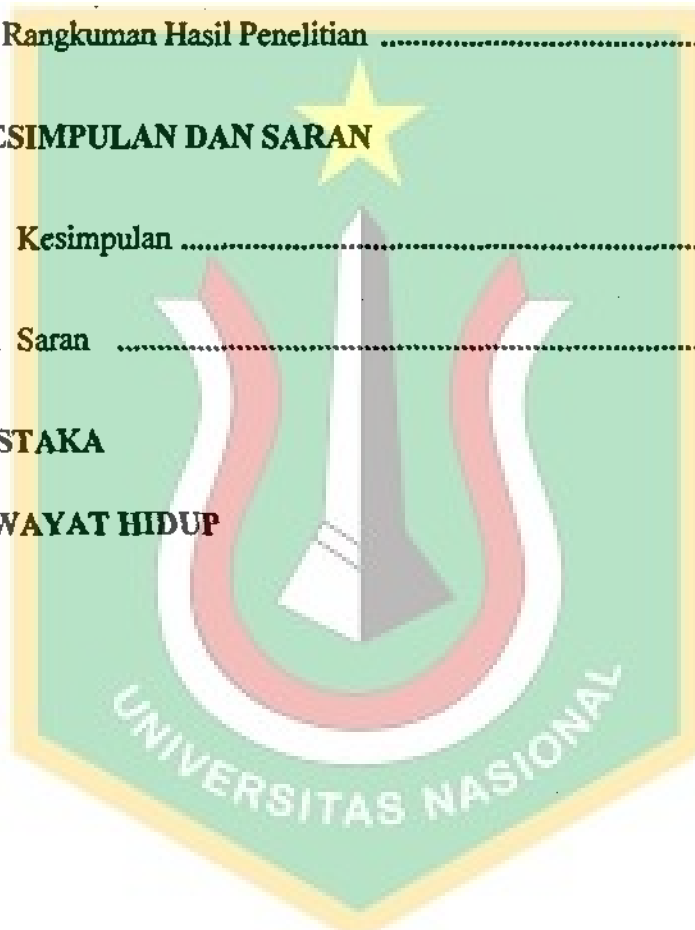 Rangkuman Hasil Penelitian ........................................
ESIMPULAN DAN SARAN
Kesimpulan ................................................................
Saran ........................................................................
STAKA
WAYAT HIDUP
UNIVERSITAS NASIONAL